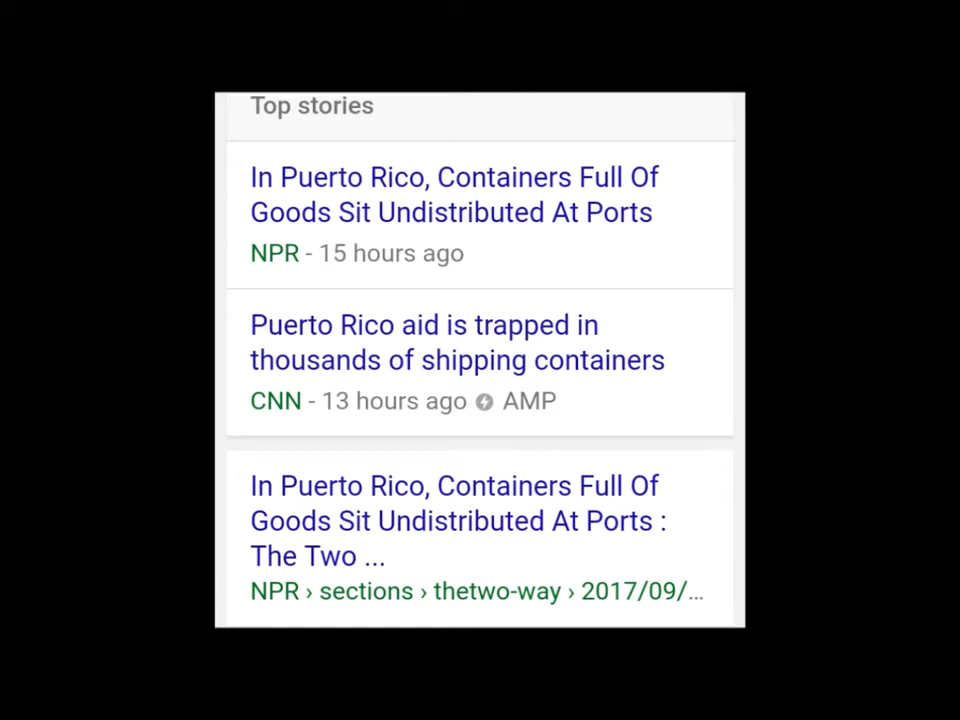 Top stories
In Puerto Rico, Containers Full Of
Goods Sit Undistributed At Ports
NPR - 15 hours ago
Puerto Rico aid is trapped in
thousands of shipping containers
CNN - 13 hours ago AMP
In Puerto Rico, Containers Full Of
Goods Sit Undistributed At Ports :
The Two ...
NPR › sections › thetwo-way › 2017/09/...